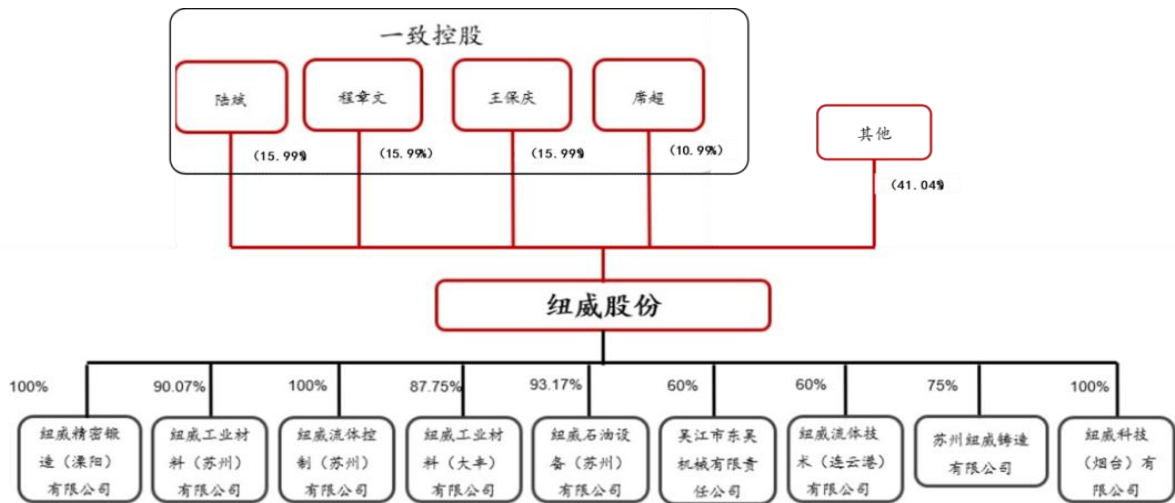 一致控股
陆斌
程章文
王保庆
席超
其他
(15.99%)
(15.99%)
(15.99%)
(10.99%)
(41.04%)
纽威股份
100%
90.07%
100%
87.75%
93.17%
60%
60%
75%
100%
纽威精密锻
造（溧阳）
有限公司
纽威工业材
料（苏州）
有限公司
纽威流体控
制（苏州）
有限公司
纽威工业材
料（大丰）
有限公司
纽威石油设
备（苏州）
有限公司
吴江市东吴
机械有限责
任公司
纽威流体技
术（连云港）
有限公司
苏州纽威铸造
有限公司
纽威科技
（烟台）有
限公司